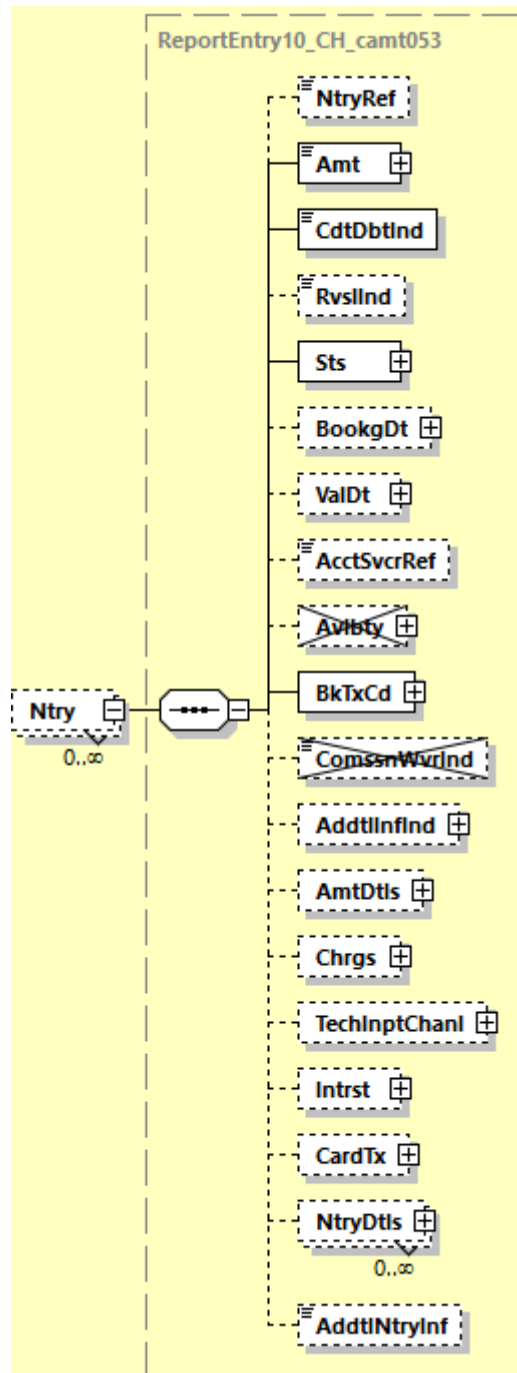 ReportEntry10_CH_camt053
NtryRef
Amt
CdtDbtInd
RvslInd
Sts
BookgDt
ValDt
AcctSvcrRef
Avlbty
Ntry
0..∞
BkTxCd
ComssnWvrInd
AddtlInfInd
AmtDtls
Chrgs
TechInptChanl
Intrst
CardTx
NtryDtls
0..∞
AddtlNtryInf